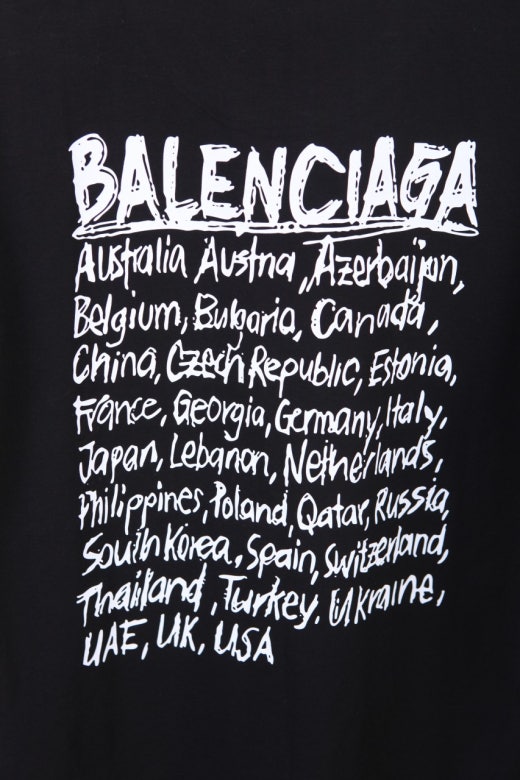 BALENCIAGA
Australia Austria, Azerbaijan,
Belgium, Bulgaria, Canada,
China, Czech Republic, Estonia,
France, Georgia, Germany, Italy,
Japan, Lebanon, Netherlands,
Philippines, Poland, Qatar, Russia,
South Korea, Spain, Switzerland,
Thailand, Turkey. Ukraine,
UAE, UK, USA